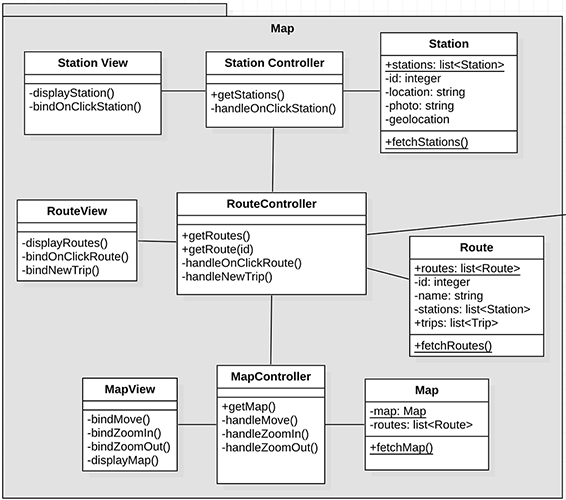 Map
Station View
-displayStation()
-bindOnClickStation()
Station Controller
+getStations()
-handleOnClickStation()
Station
+stations: list<Station>
-id: integer
-location: string
-photo: string
-geolocation
+fetchStations()
RouteView
-displayRoutes()
-bindOnClickRoute()
-bindNewTrip()
RouteController
+getRoutes()
+getRoute(id)
-handleOnClickRoute()
-handleNewTrip()
Route
+routes: list<Route>
-id: integer
-name: string
-stations: list<Station>
+trips: list<Trip>
+fetchRoutes()
MapView
-bindMove()
-bindZoomIn()
-bindZoomOut()
-displayMap()
MapController
+getMap()
-handleMove()
-handleZoomIn()
-handleZoomOut()
Map
-map: Map
-routes: list<Route>
+fetchMap()